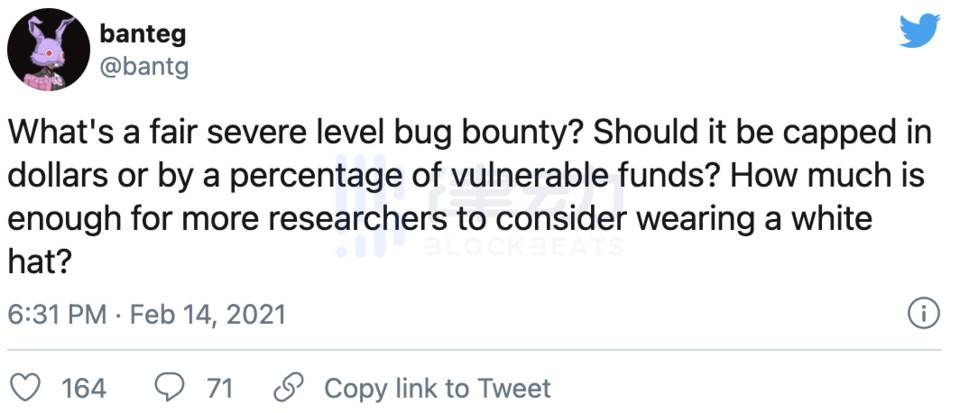 banteg
@bantg
What's a fair severe level bug bounty? Should it be capped in
dollars or by a percentage of vulnerable funds? How much is
enough for more researchers to consider wearing a white
hat?
律动
BLOCKBEATS
6:31 PM · Feb 14, 2021
164 71 Copy link to Tweet